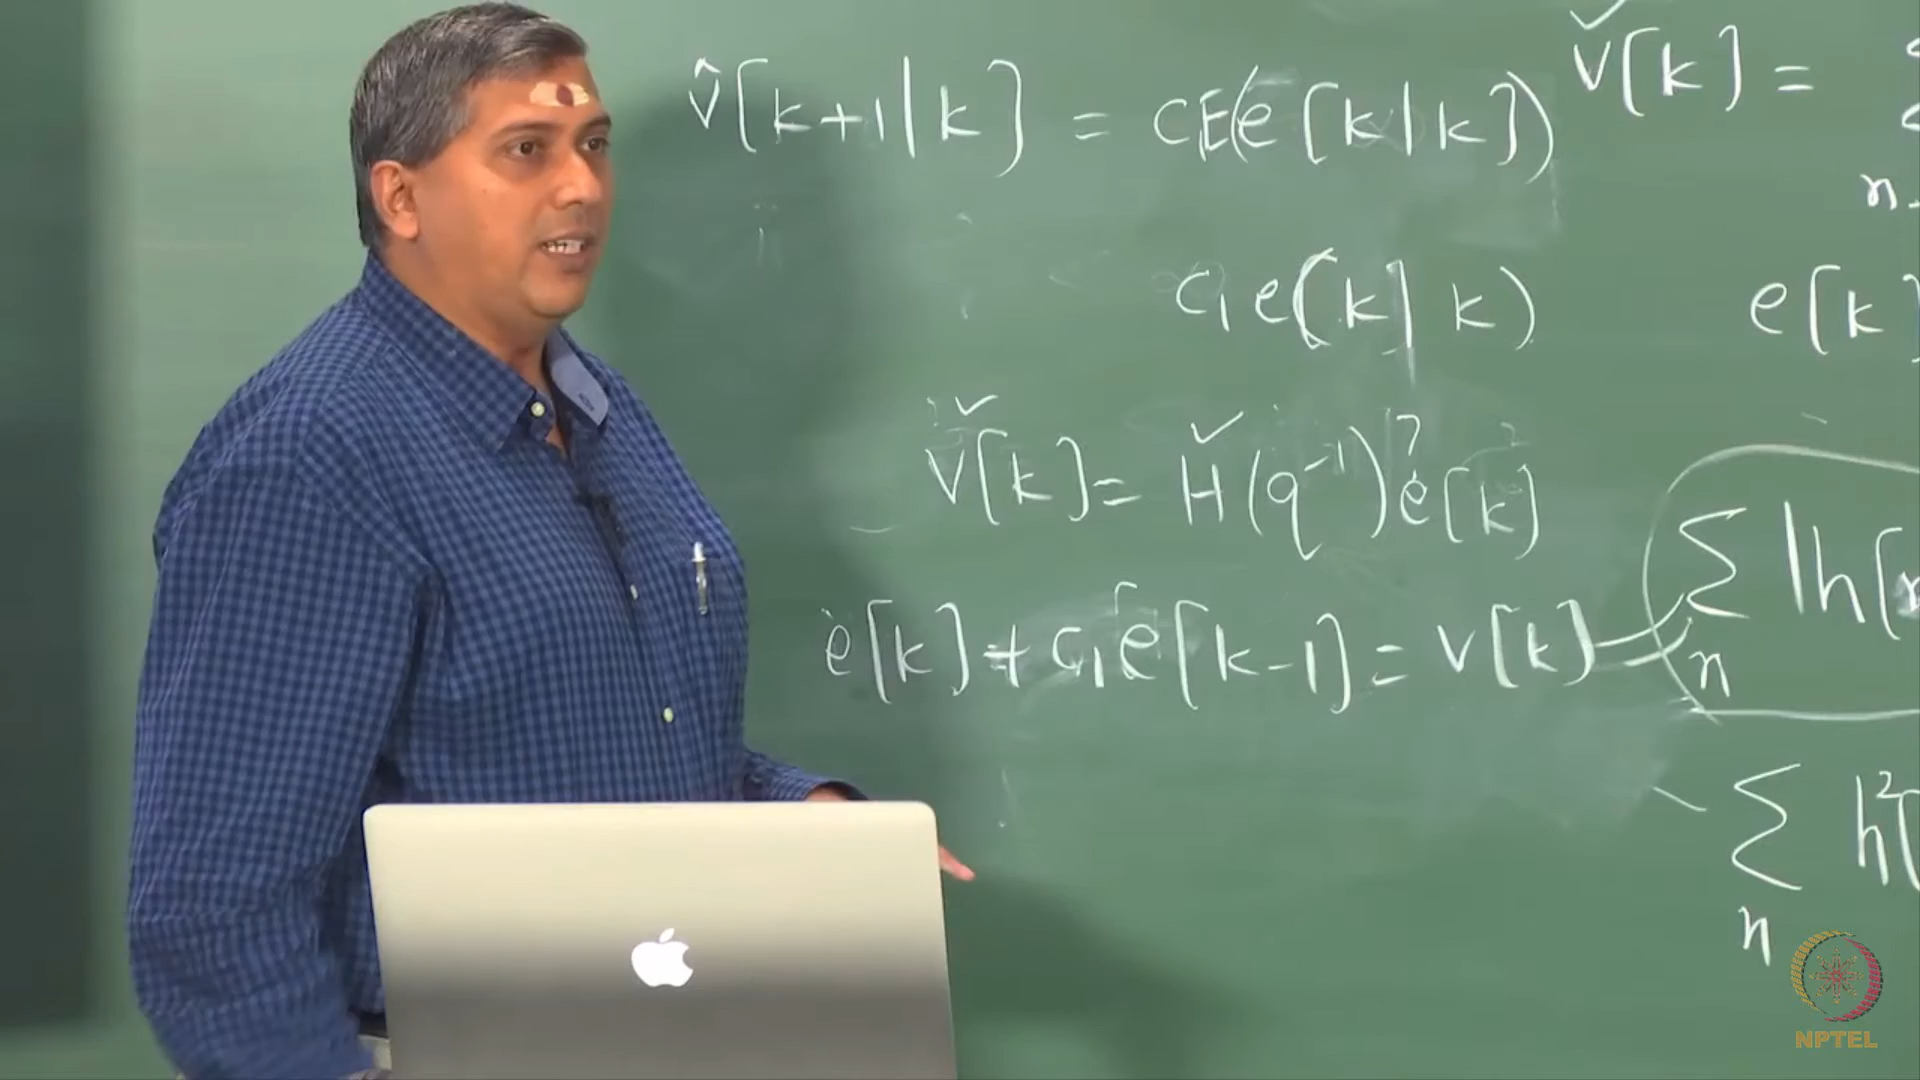 v̂[k+1|k] = CE(e[k|k])
v[k] =
n
c₁e[k|k)
e[k]
v[k] = H(q⁻¹)e[k]
?
e[k]+c₁e[k-1] = v[k]
∑ |h[n
n
∑ h²[
n
NPTEL